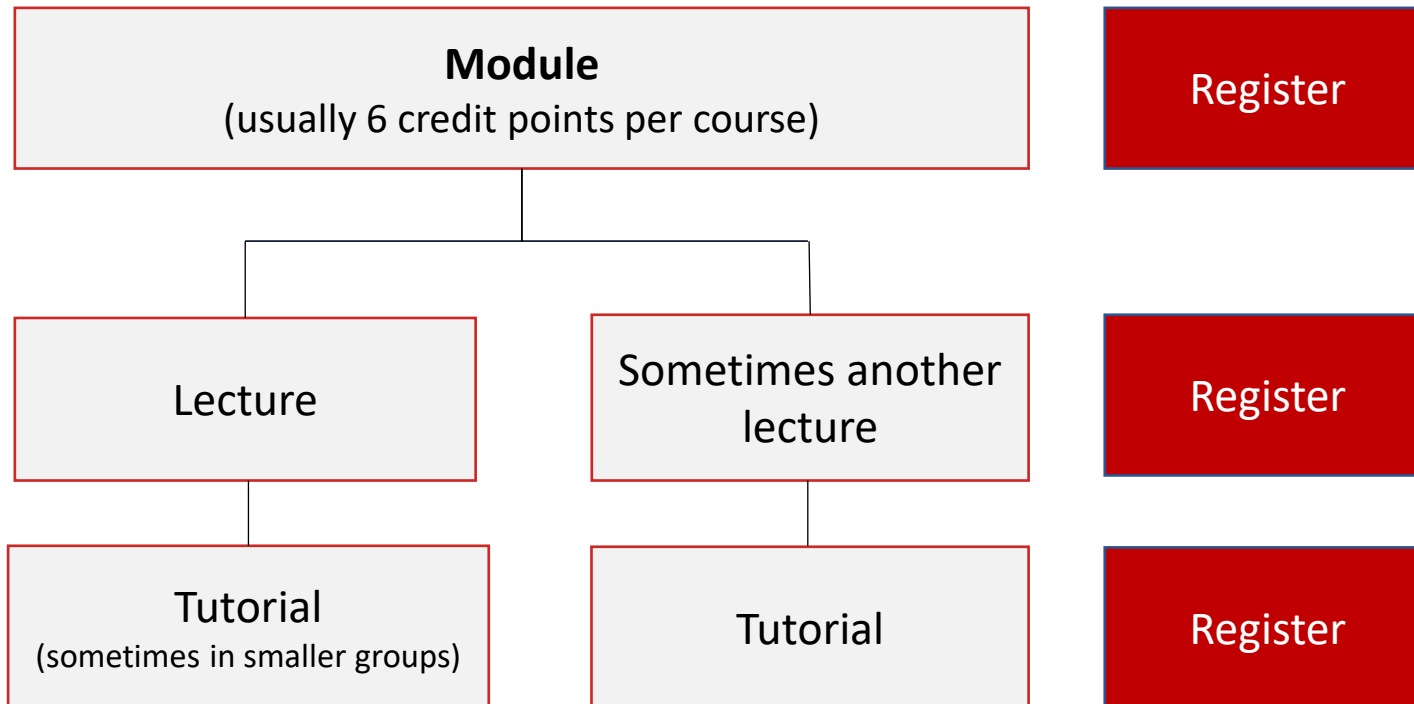 Module
(usually 6 credit points per course)
Register
Lecture
Sometimes another
lecture
Register
Tutorial
(sometimes in smaller groups)
Tutorial
Register